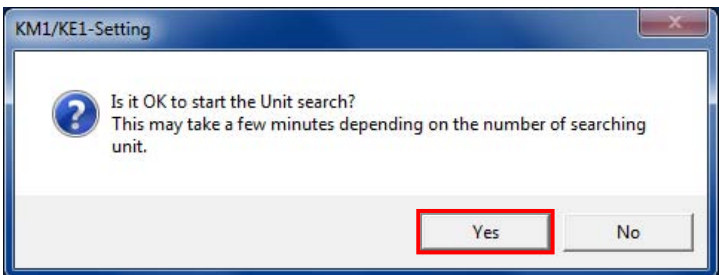 KM1/KE1-Setting
Is it OK to start the Unit search?
This may take a few minutes depending on the number of searching
unit.
Yes
No